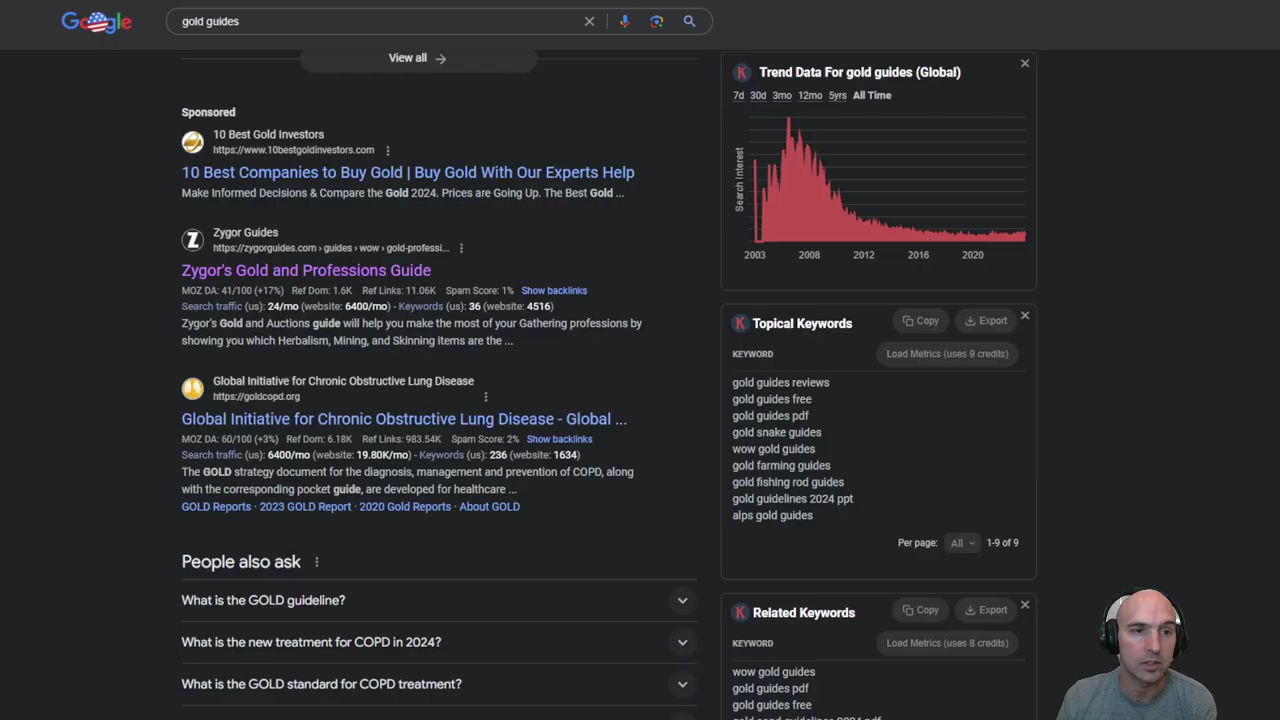 Google
gold guides
View all
Sponsored
10 Best Gold Investors
https://www.10bestgoldinvestors.com
10 Best Companies to Buy Gold | Buy Gold With Our Experts Help
Make Informed Decisions & Compare the Gold 2024. Prices are Going Up. The Best Gold ...
Z
Zygor Guides
https://zygorguides.com › guides › wow › gold-professi...
Zygor's Gold and Professions Guide
MOZ DA: 41/100 (+17%) Ref Dom: 1.6K Ref Links: 11.06K Spam Score: 1% Show backlinks
Search traffic (us): 24/mo (website: 6400/mo) - Keywords (us): 36 (website: 4516)
Zygor's Gold and Auctions guide will help you make the most of your Gathering professions by
showing you which Herbalism, Mining, and Skinning items are the ...
Global Initiative for Chronic Obstructive Lung Disease
https://goldcopd.org
Global Initiative for Chronic Obstructive Lung Disease - Global ...
MOZ DA: 60/100 (+3%) Ref Dom: 6.18K Ref Links: 983.54K Spam Score: 2% Show backlinks
Search traffic (us): 6400/mo (website: 19.80K/mo) - Keywords (us): 236 (website: 1634)
The GOLD strategy document for the diagnosis, management and prevention of COPD, along
with the corresponding pocket guide, are developed for healthcare ...
GOLD Reports · 2023 GOLD Report · 2020 Gold Reports · About GOLD
People also ask
What is the GOLD guideline?
What is the new treatment for COPD in 2024?
What is the GOLD standard for COPD treatment?
K Trend Data For gold guides (Global)
7d 30d 3mo 12mo 5yrs All Time
Search Interest
2003 2008 2012 2016 2020
K Topical Keywords Copy Export
KEYWORD Load Metrics (uses 9 credits)
gold guides reviews
gold guides free
gold guides pdf
gold snake guides
wow gold guides
gold farming guides
gold fishing rod guides
gold guidelines 2024 ppt
alps gold guides
Per page: All 1-9 of 9
K Related Keywords Copy Export
KEYWORD Load Metrics (uses 8 credits)
wow gold guides
gold guides pdf
gold guides free